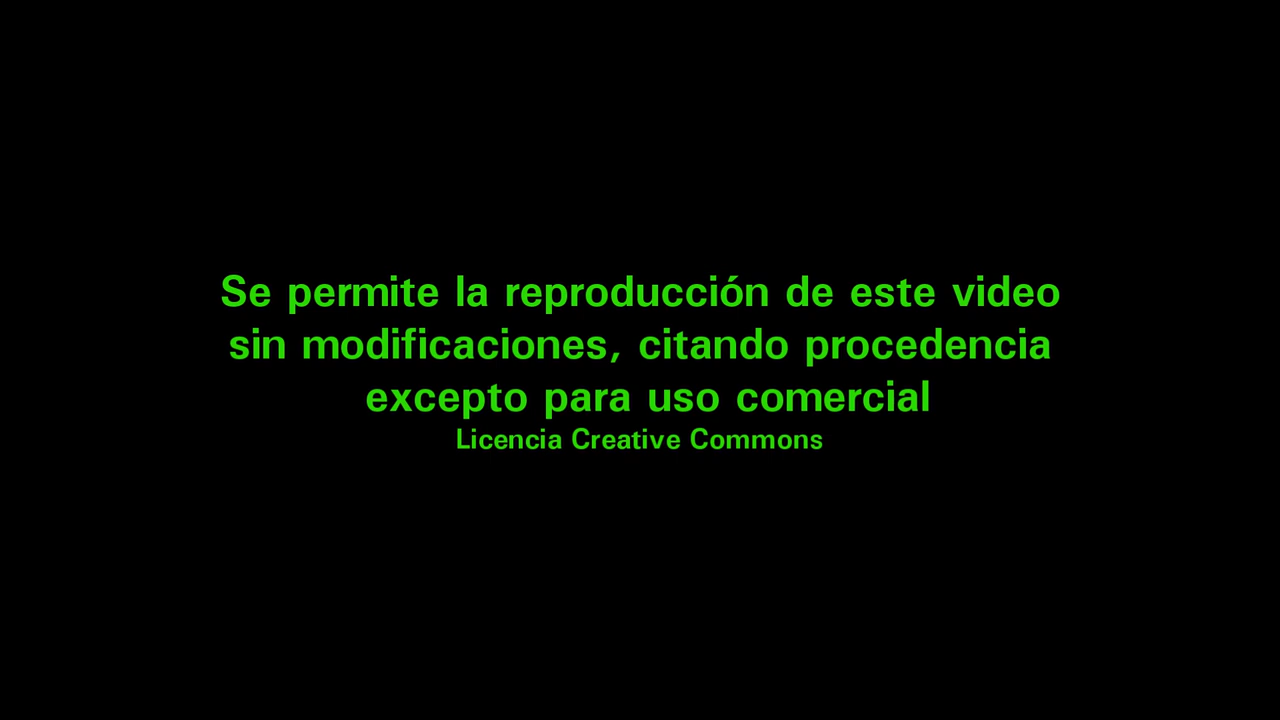 Se permite la reproducción de este video
sin modificaciones, citando procedencia
excepto para uso comercial
Licencia Creative Commons